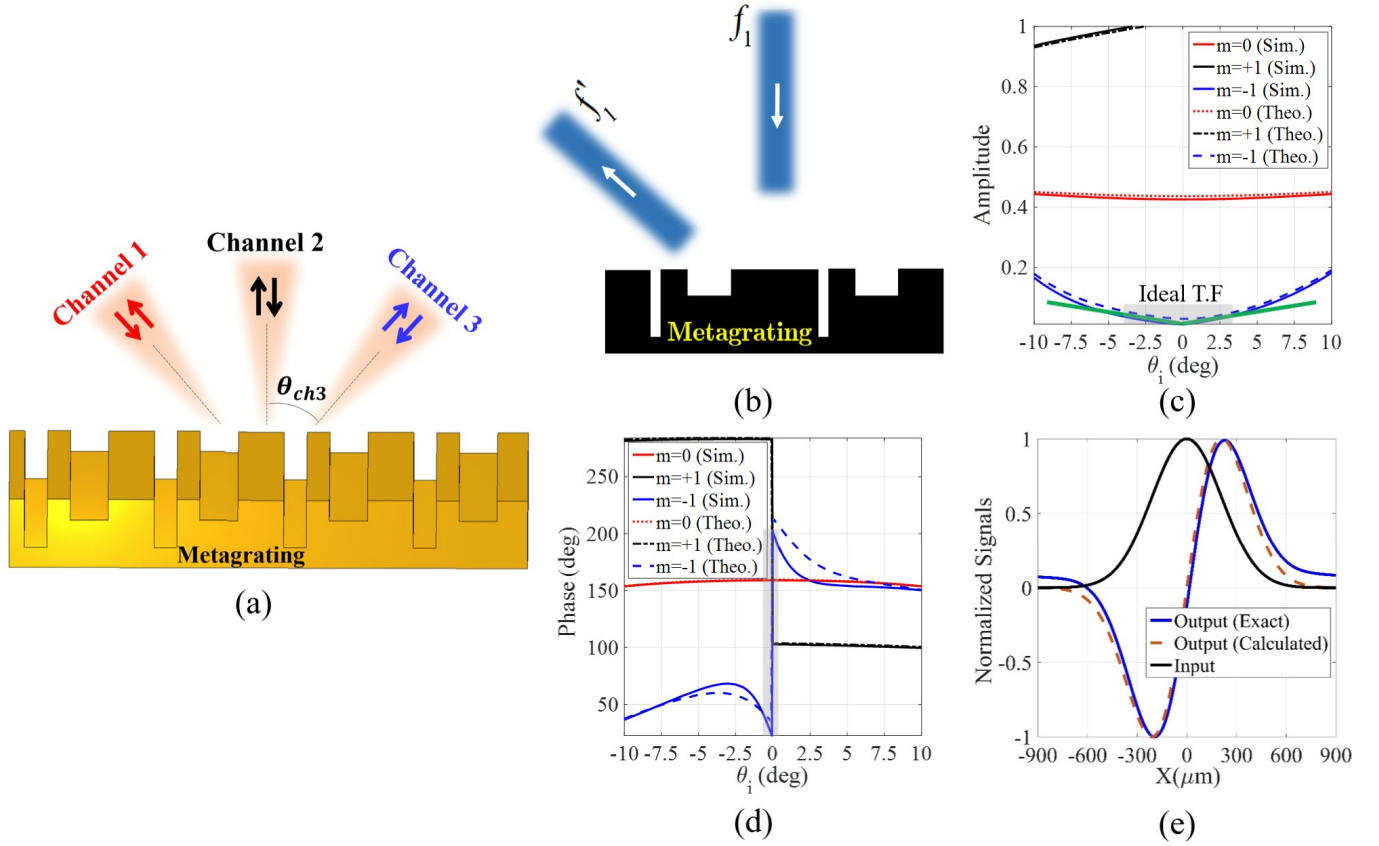 Channel 1
Channel 2
Channel 3
θch3
Metagrating
(a)
f1
f'1
Metagrating
(b)
1
0.8
0.6
0.4
0.2
Amplitude
m=0 (Sim.)
m=+1 (Sim.)
m=-1 (Sim.)
m=0 (Theo.)
m=+1 (Theo.)
m=-1 (Theo.)
Ideal T.F
-10 -7.5 -5 -2.5 0 2.5 5 7.5 10
θi (deg)
(c)
250
200
150
100
50
Phase (deg)
m=0 (Sim.)
m=+1 (Sim.)
m=-1 (Sim.)
m=0 (Theo.)
m=+1 (Theo.)
m=-1 (Theo.)
-10 -7.5 -5 -2.5 0 2.5 5 7.5 10
θi (deg)
(d)
1
0.5
0
-0.5
-1
Normalized Signals
Output (Exact)
Output (Calculated)
Input
-900 -600 -300 0 300 600 900
X(μm)
(e)